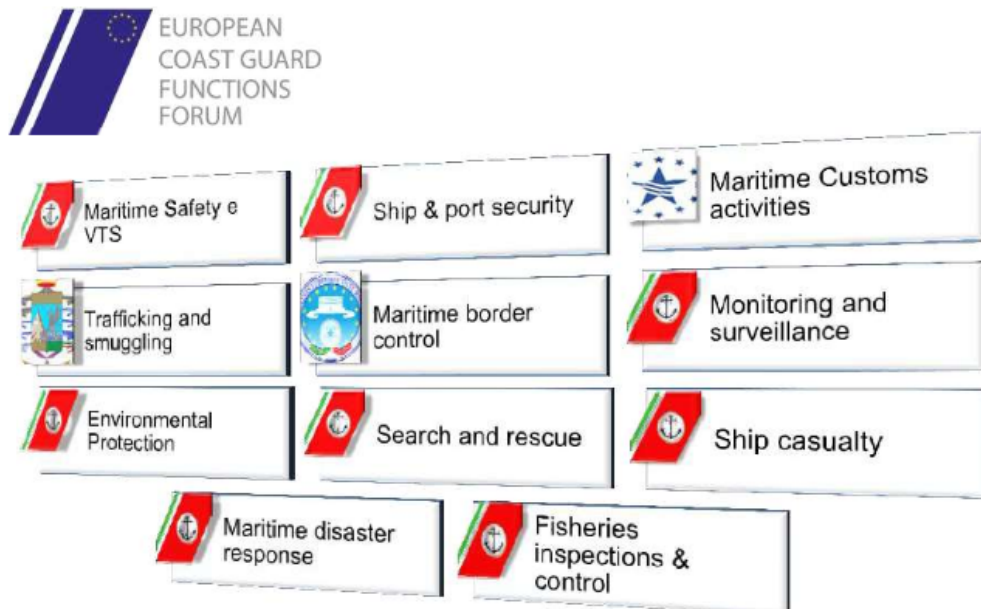 EUROPEAN
COAST GUARD
FUNCTIONS
FORUM
Maritime Safety e
VTS
Ship & port security
Maritime Customs
activities
Trafficking and
smuggling
Maritime border
control
Monitoring and
surveillance
Environmental
Protection
Search and rescue
Ship casualty
Maritime disaster
response
Fisheries
inspections &
control